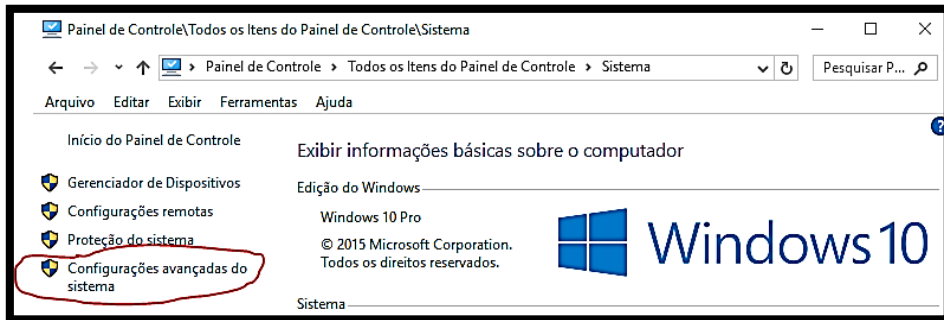 Painel de Controle\Todos os Itens do Painel de Controle\Sistema
Painel de Controle > Todos os Itens do Painel de Controle > Sistema
Pesquisar P...
Arquivo Editar Exibir Ferramentas Ajuda
Início do Painel de Controle
Gerenciador de Dispositivos
Configurações remotas
Proteção do sistema
Configurações avançadas do
sistema
Exibir informações básicas sobre o computador
Edição do Windows
Windows 10 Pro
© 2015 Microsoft Corporation.
Todos os direitos reservados.
Windows 10
Sistema
?